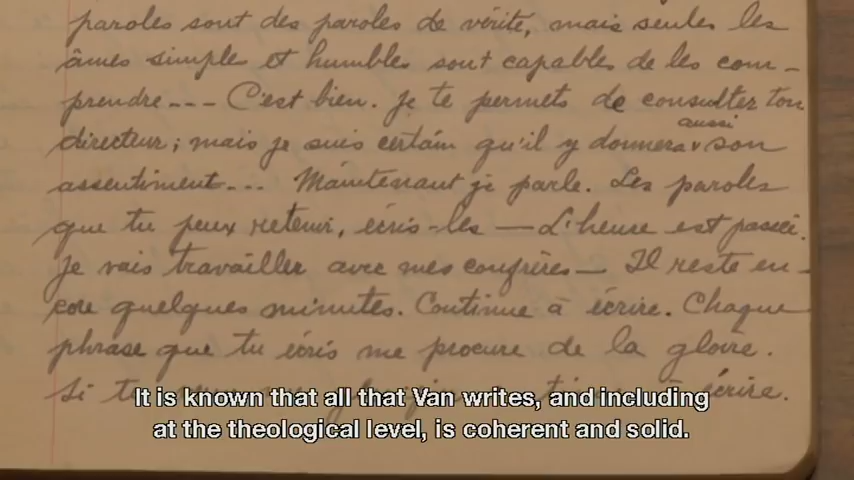 paroles sont des paroles de vérité, mais seules les
âmes simples et humbles sont capables de les com-
prendre--- C'est bien. Je te permets de consulter ton
directeur; mais je suis certain qu'il y donnera aussi son
assentiment... Maintenant je parle. Les paroles
que tu peux retenir, écris-les — L'heure est passée.
Je vais travailler avec mes confrères — Il reste en-
core quelques minutes. Continue à écrire. Chaque
phrase que tu écris me procure de la gloire.
Si écrire.
It is known that all that Van writes, and including
at the theological level, is coherent and solid.